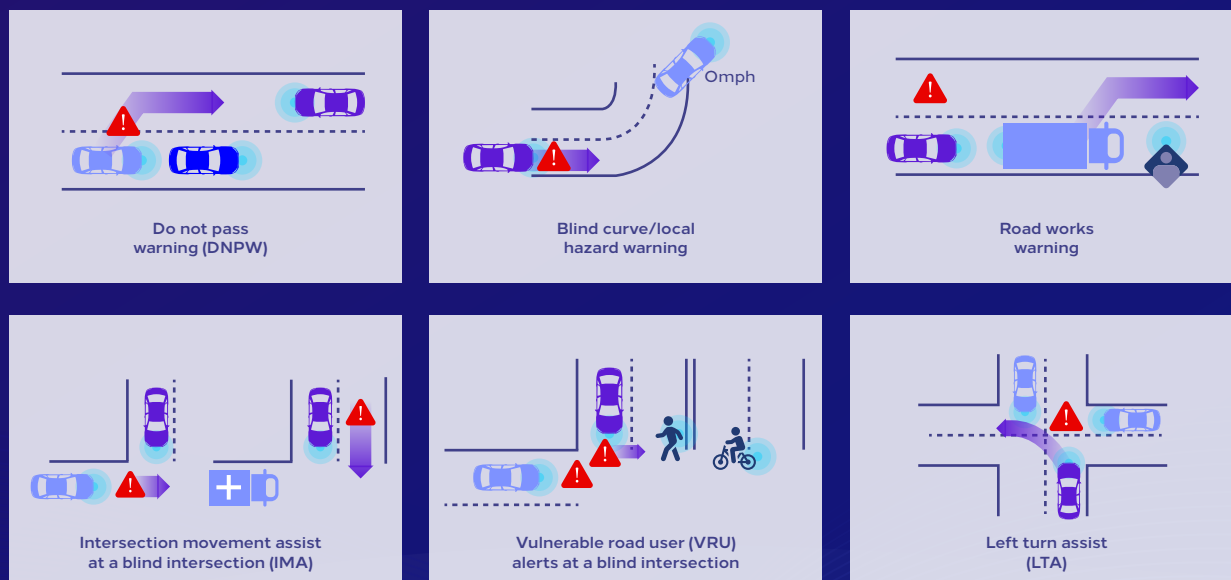 Omph
Do not pass
warning (DNPW)
Blind curve/local
hazard warning
Road works
warning
Intersection movement assist
at a blind intersection (IMA)
Vulnerable road user (VRU)
alerts at a blind intersection
Left turn assist
(LTA)